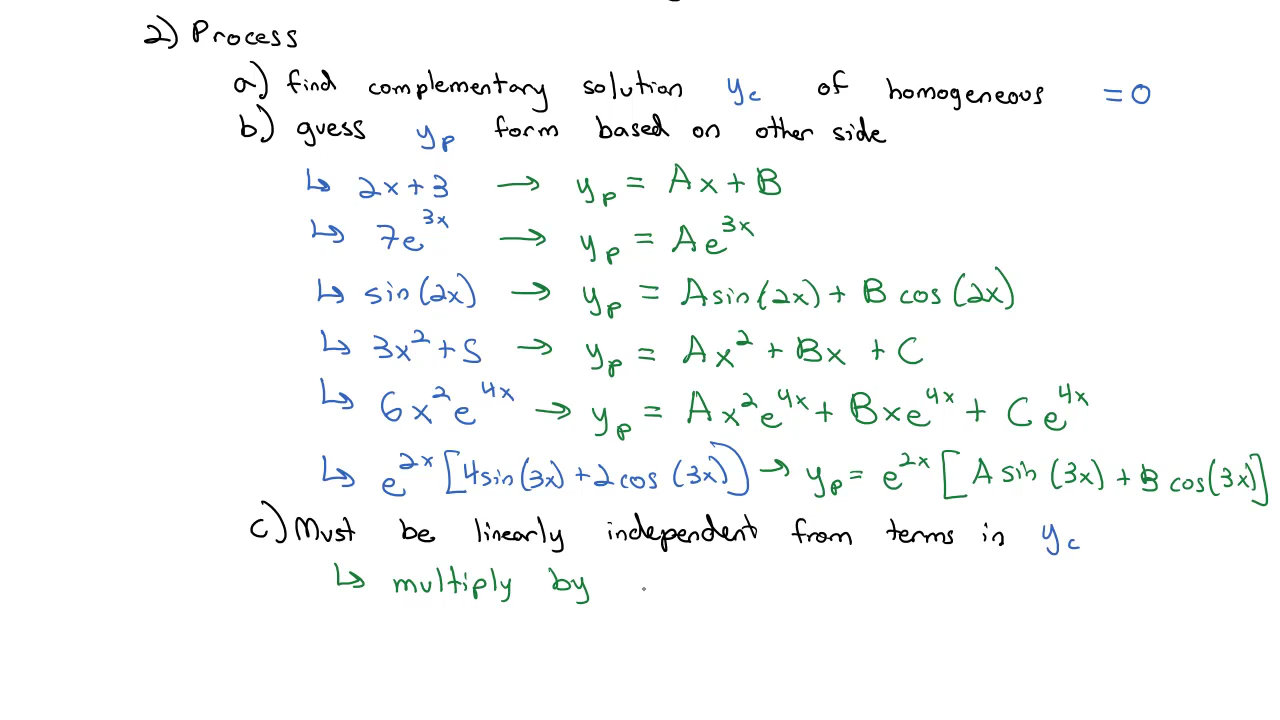 2) Process
a) find complementary solution y_c of homogeneous = 0
b) guess y_p form based on other side
↳ 2x + 3 → y_p = Ax + B
↳ 7e^{3x} → y_p = Ae^{3x}
↳ sin(2x) → y_p = A sin(2x) + B cos(2x)
↳ 3x^2 + 5 → y_p = Ax^2 + Bx + C
↳ 6x^2e^{4x} → y_p = Ax^2e^{4x} + Bxe^{4x} + Ce^{4x}
↳ e^{2x}[4sin(3x) + 2cos(3x)] → y_p = e^{2x}[A sin(3x) + B cos(3x)]
c) Must be linearly independent from terms in y_c
↳ multiply by